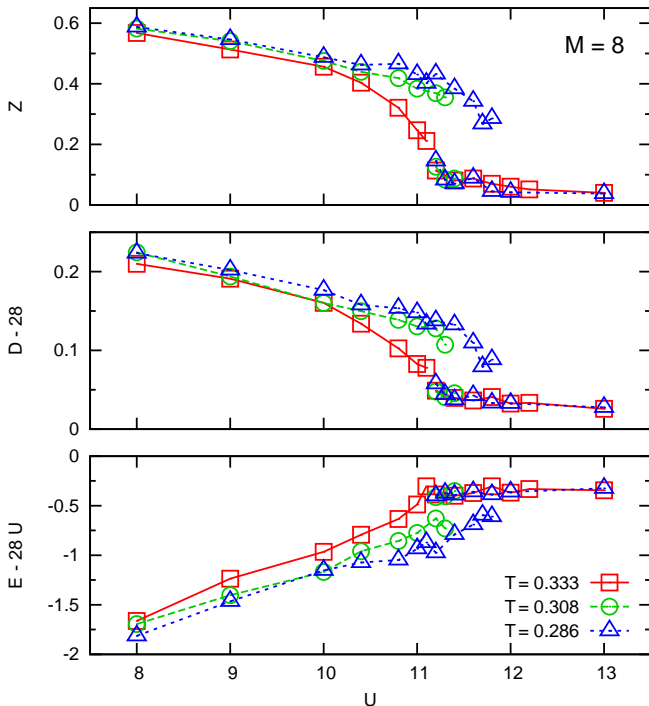 0.6
0.4
0.2
0
Z
M = 8
0.2
0.1
0
D - 28
0
-0.5
-1
-1.5
-2
E - 28 U
T = 0.333
T = 0.308
T = 0.286
8 9 10 11 12 13
U